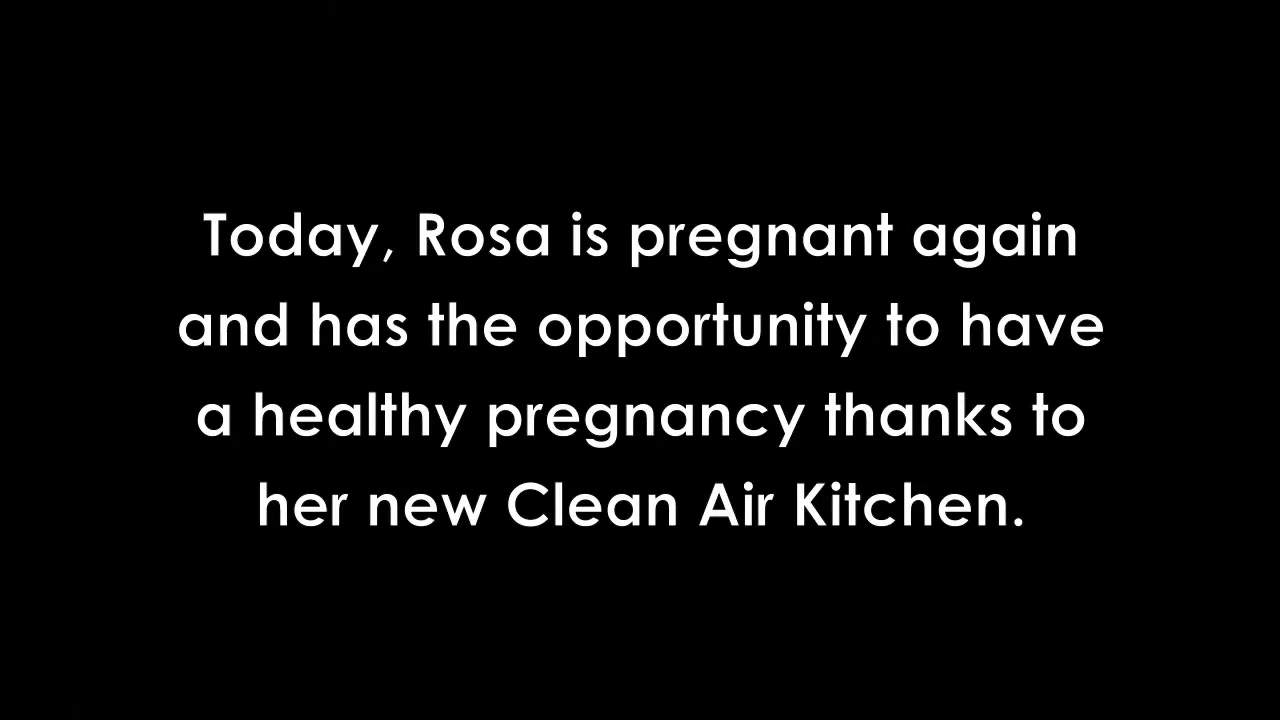 Today, Rosa is pregnant again
and has the opportunity to have
a healthy pregnancy thanks to
her new Clean Air Kitchen.